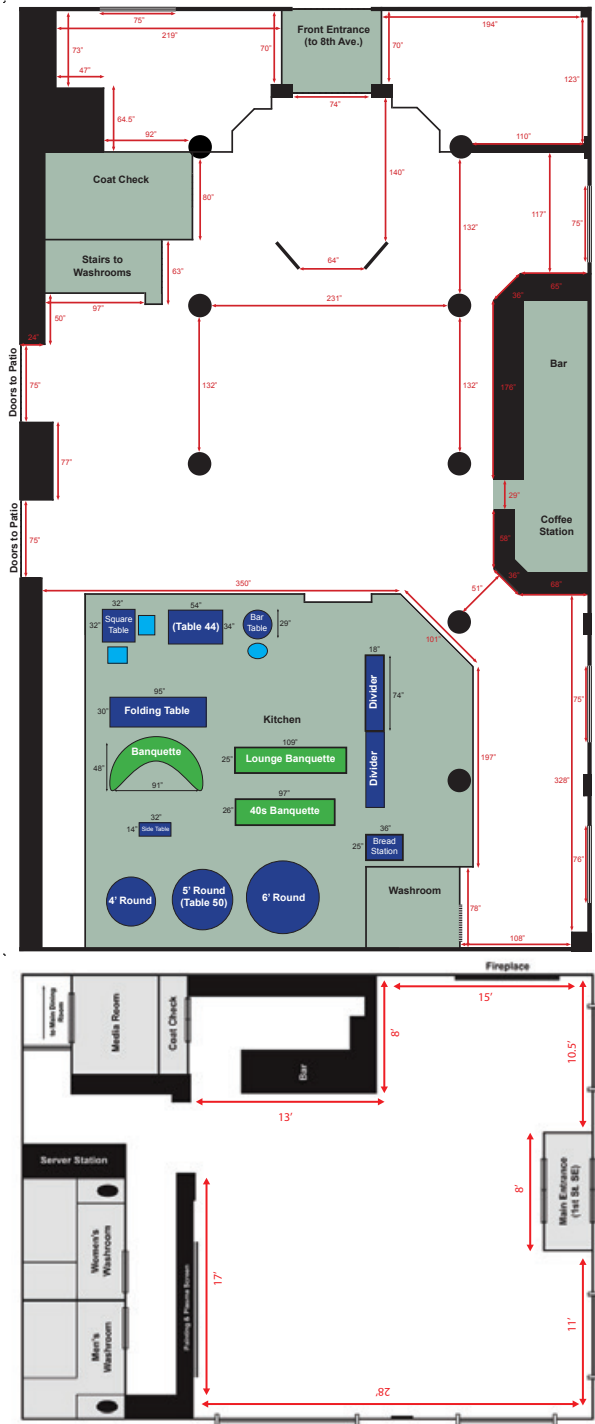 75"
219"
Front Entrance
(to 8th Ave.)
194"
73"
70"
70"
47"
123"
74"
64.5"
92"
110"
Coat Check
140"
80"
132"
117"
75"
Stairs to
Washrooms
64"
63"
65"
36"
97"
231"
50"
24"
Doors to Patio
75"
132"
132"
176"
Bar
77"
29"
Doors to Patio
75"
58"
Coffee
Station
36"
68"
350"
51"
101"
32"
Square
Table
32"
54"
(Table 44)
34"
Bar
Table
29"
18"
Divider
74"
95"
30"
Folding Table
Kitchen
75"
Banquette
48"
91"
109"
25"
Lounge Banquette
Divider
197"
328"
97"
26"
40s Banquette
32"
14"
Side Table
36"
25"
Bread
Station
76"
4' Round
5' Round
(Table 50)
6' Round
Washroom
78"
108"
Fireplace
to Main Dining
Room
Media Room
Coat Check
15'
8'
10.5'
Bar
13'
Server Station
8'
Main Entrance
(1st St. SE)
Women's
Washroom
17'
Painting & Plasma Screen
Men's
Washroom
11'
28'